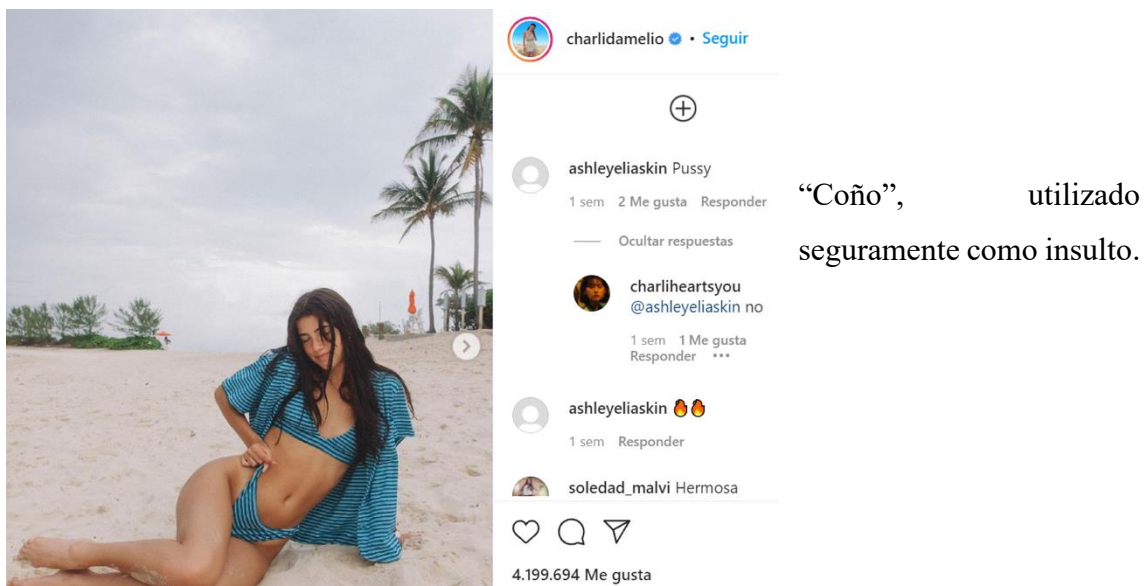 charlidamelio • Seguir
ashleyeliaskin Pussy
1 sem 2 Me gusta Responder
Ocultar respuestas
charliheartsyou
@ashleyeliaskin no
1 sem 1 Me gusta
Responder •••
ashleyeliaskin 🔥🔥
1 sem Responder
soledad_malvi Hermosa
4.199.694 Me gusta
“Coño”, utilizado
seguramente como insulto.